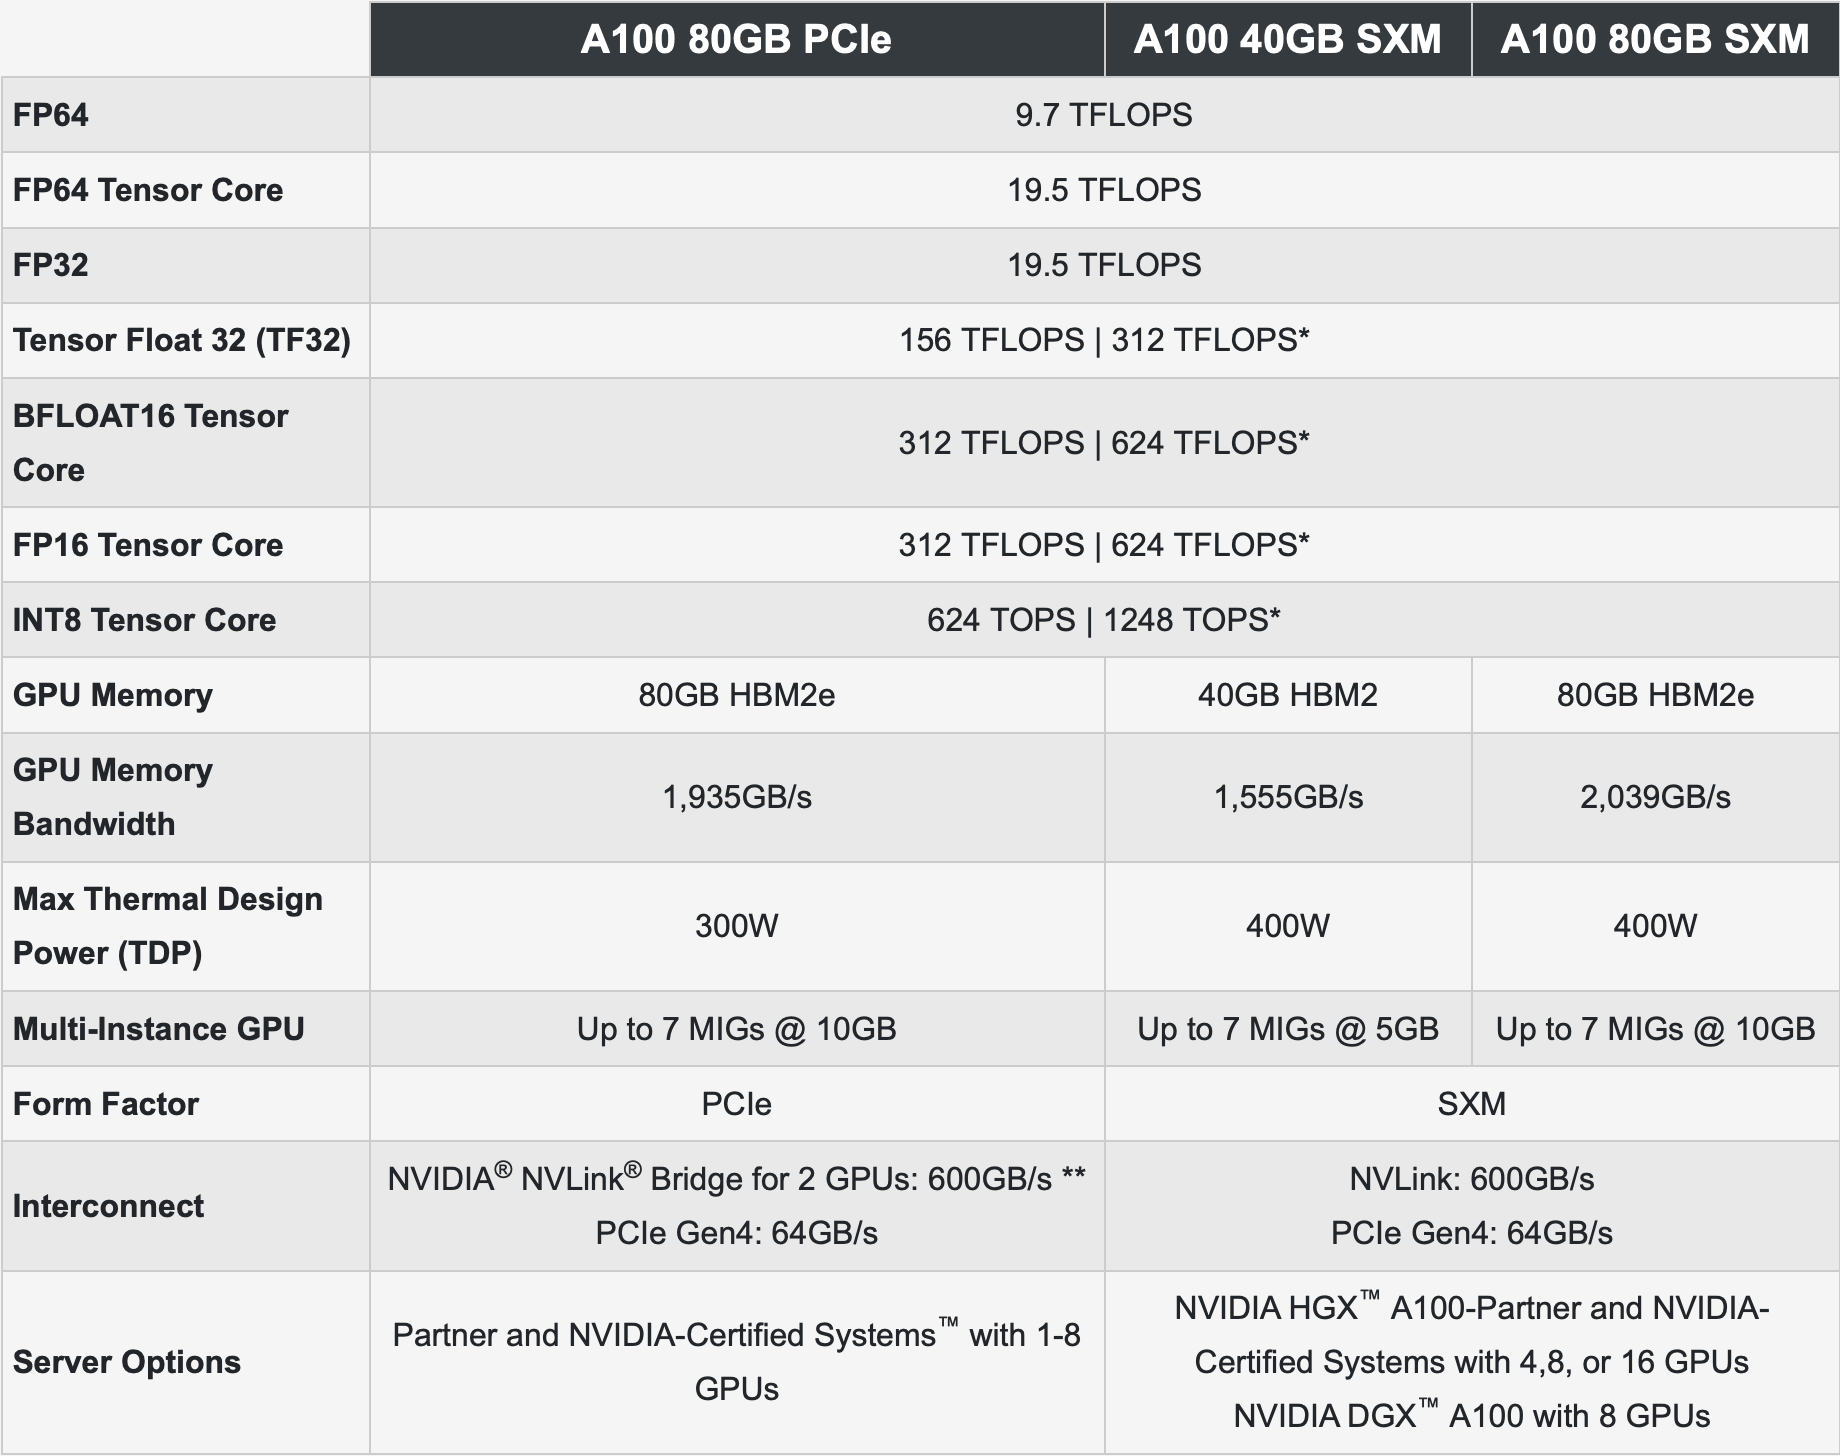 A100 80GB PCIe A100 40GB SXM A100 80GB SXM
FP64 9.7 TFLOPS
FP64 Tensor Core 19.5 TFLOPS
FP32 19.5 TFLOPS
Tensor Float 32 (TF32) 156 TFLOPS | 312 TFLOPS*
BFLOAT16 Tensor
Core
312 TFLOPS | 624 TFLOPS*
FP16 Tensor Core 312 TFLOPS | 624 TFLOPS*
INT8 Tensor Core 624 TOPS | 1248 TOPS*
GPU Memory 80GB HBM2e 40GB HBM2 80GB HBM2e
GPU Memory
Bandwidth
1,935GB/s 1,555GB/s 2,039GB/s
Max Thermal Design
Power (TDP)
300W 400W 400W
Multi-Instance GPU Up to 7 MIGs @ 10GB Up to 7 MIGs @ 5GB Up to 7 MIGs @ 10GB
Form Factor PCIe SXM
Interconnect
NVIDIA® NVLink® Bridge for 2 GPUs: 600GB/s **
PCIe Gen4: 64GB/s
NVLink: 600GB/s
PCIe Gen4: 64GB/s
Server Options
Partner and NVIDIA-Certified Systems™ with 1-8
GPUs
NVIDIA HGX™ A100-Partner and NVIDIA-
Certified Systems with 4,8, or 16 GPUs
NVIDIA DGX™ A100 with 8 GPUs